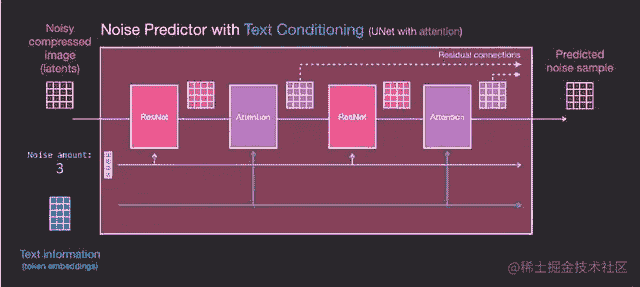 Noise Predictor with Text Conditioning (UNet with attention)
Noisy
compressed
image
(latents)
Residual connections
Predicted
noise sample
ResNet
Attention
ResNet
Attention
Noise amount:
3
Text information
(token embeddings)
@稀土掘金技术社区